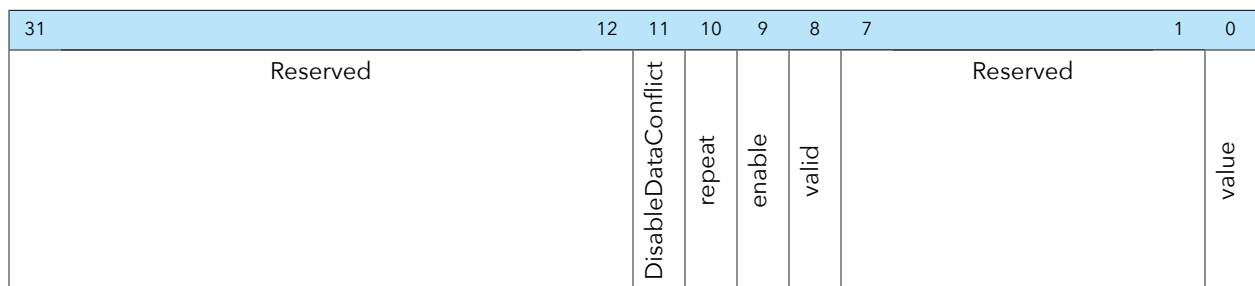 31 12 11 10 9 8 7 1 0
Reserved
DisableDataConflict
repeat
enable
valid
Reserved
value